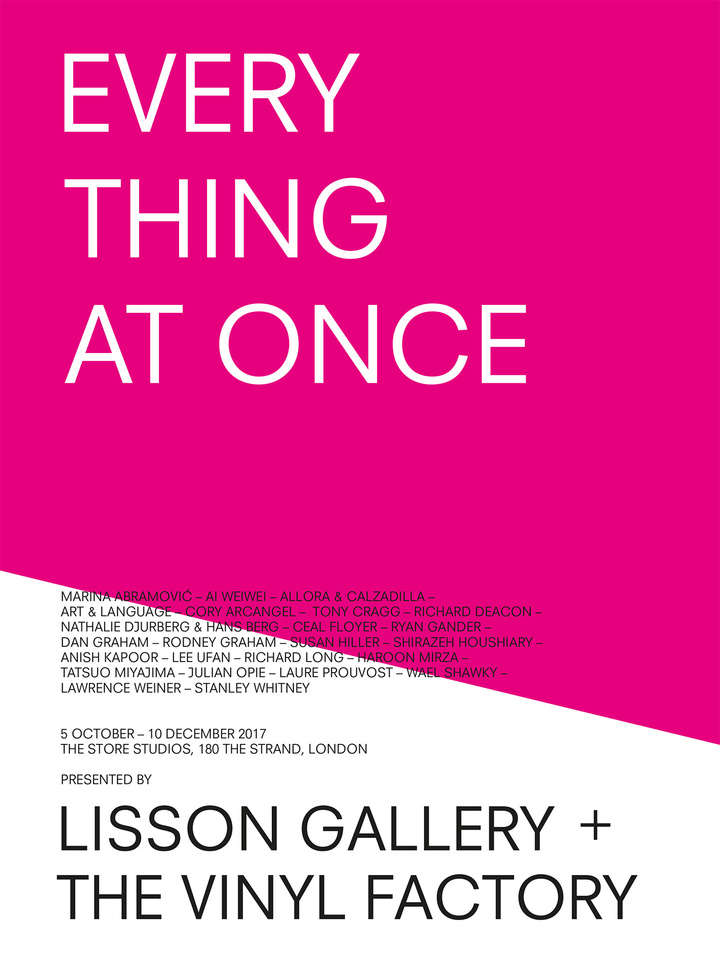 EVERY
THING
AT ONCE
MARINA ABRAMOVIĆ – AI WEIWEI – ALLORA & CALZADILLA –
ART & LANGUAGE – CORY ARCANGEL – TONY CRAGG – RICHARD DEACON –
NATHALIE DJURBERG & HANS BERG – CEAL FLOYER – RYAN GANDER –
DAN GRAHAM – RODNEY GRAHAM – SUSAN HILLER – SHIRAZEH HOUSHIARY –
ANISH KAPOOR – LEE UFAN – RICHARD LONG – HAROON MIRZA –
TATSUO MIYAJIMA – JULIAN OPIE – LAURE PROUVOST – WAEL SHAWKY –
LAWRENCE WEINER – STANLEY WHITNEY
5 OCTOBER – 10 DECEMBER 2017
THE STORE STUDIOS, 180 THE STRAND, LONDON
PRESENTED BY
LISSON GALLERY +
THE VINYL FACTORY